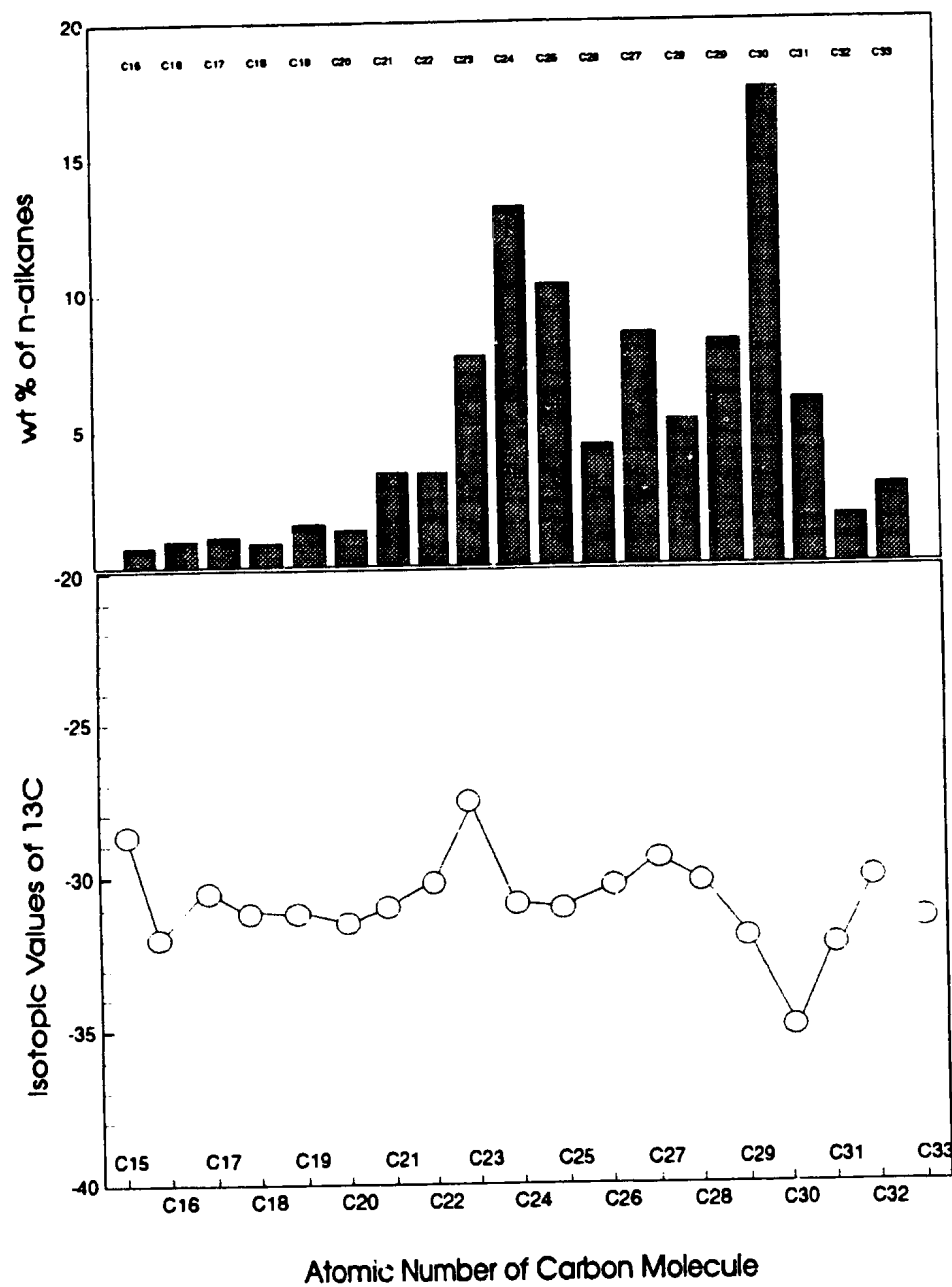 20
C15 C16 C17 C18 C19 C20 C21 C22 C23 C24 C25 C26 C27 C28 C29 C30 C31 C32 C33
15
10
5
wt % of n-alkanes
-20
-25
-30
-35
-40
Isotopic Values of 13C
C15 C17 C19 C21 C23 C25 C27 C29 C31 C33
C16 C18 C20 C22 C24 C26 C28 C30 C32
Atomic Number of Carbon Molecule